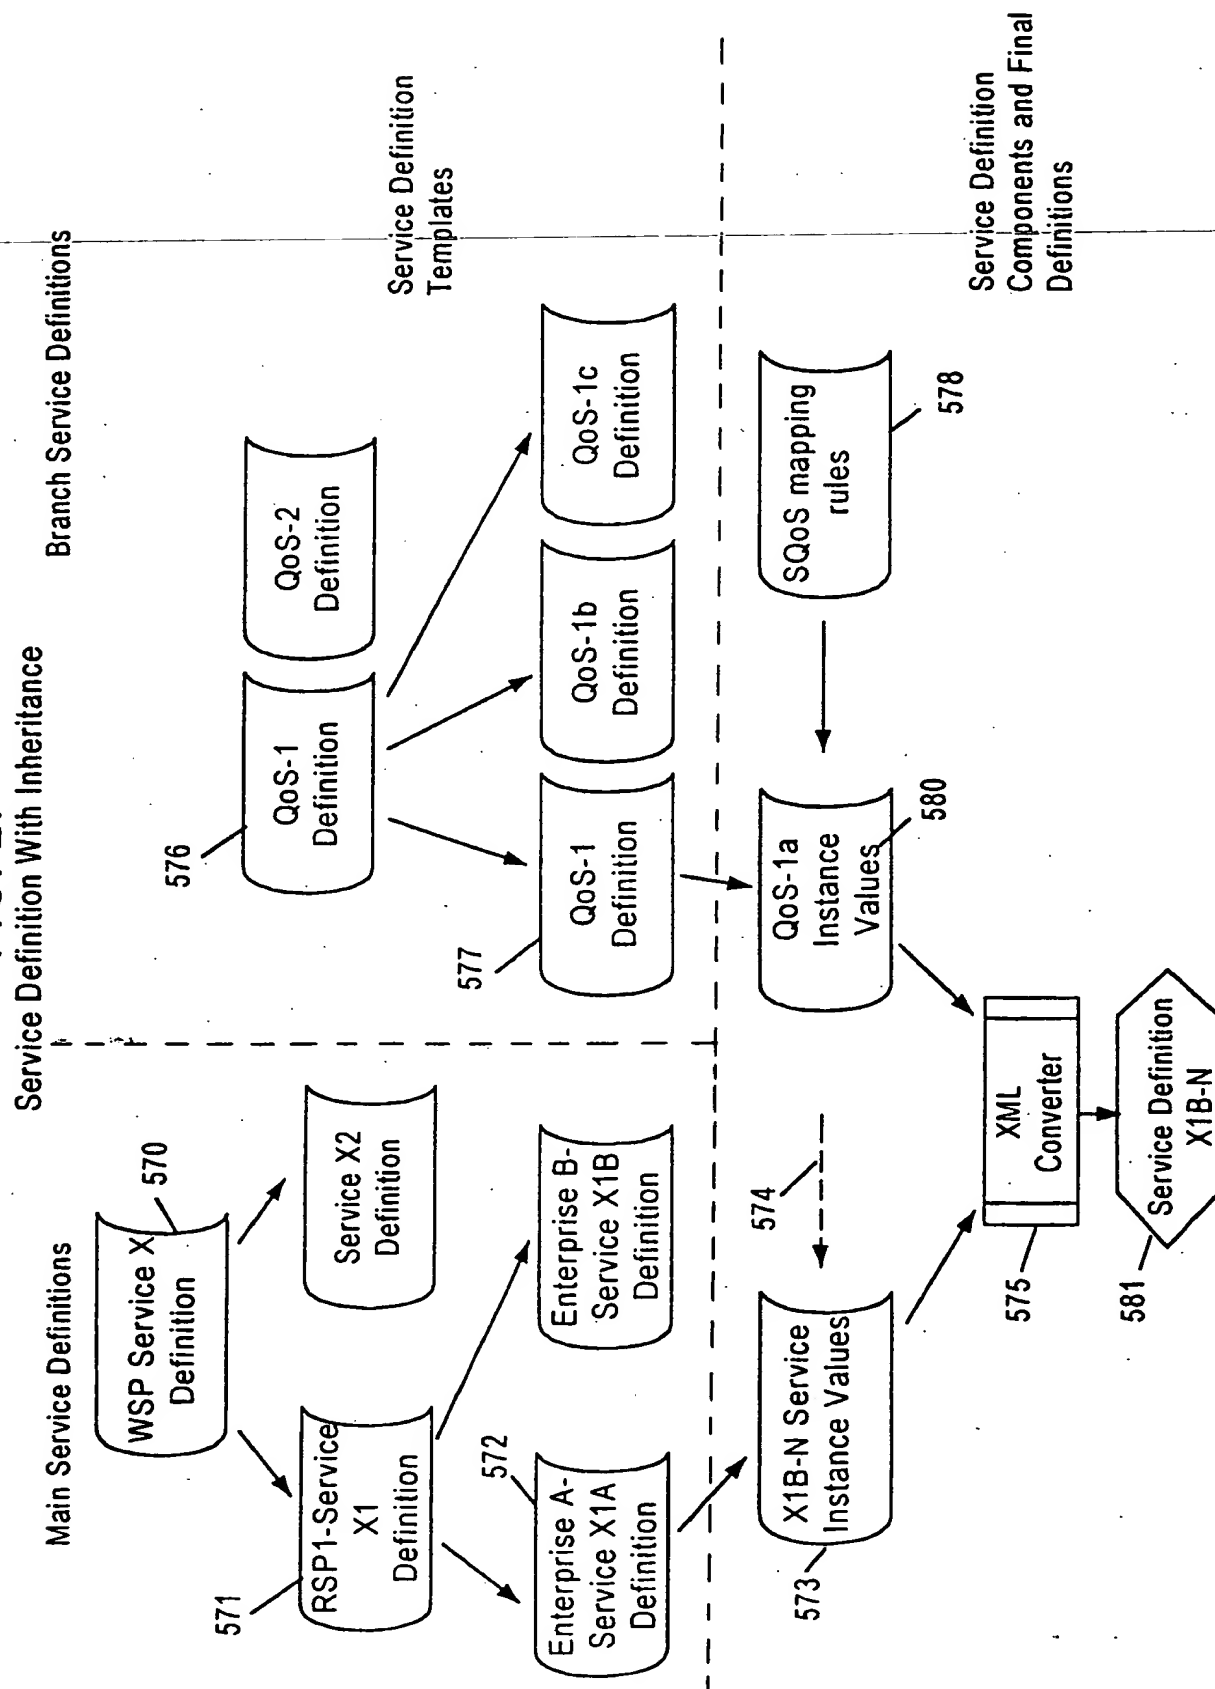 Service Definition With Inheritance
Main Service Definitions
Branch Service Definitions
WSP Service X
Definition
570
RSP1-Service
X1
Definition
571
Service X2
Definition
576
QoS-1
Definition
QoS-2
Definition
Service Definition
Templates
572
Enterprise A-
Service X1A
Definition
Enterprise B-
Service X1B
Definition
577
QoS-1
Definition
QoS-1b
Definition
QoS-1c
Definition
X1B-N Service
Instance Values
573
574
QoS-1a
Instance
Values
580
SQoS mapping
rules
578
Service Definition
Components and Final
Definitions
XML
Converter
575
Service Definition
X1B-N
581